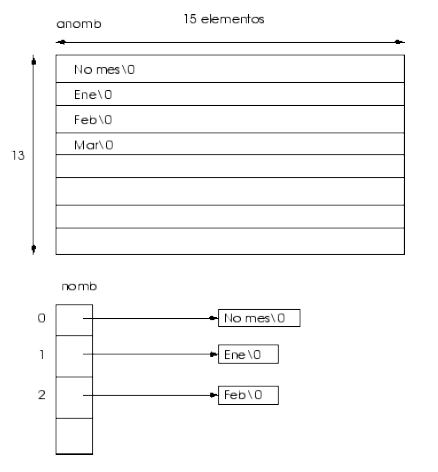 anomb
15 elementos
No mes\0
Ene\0
Feb\0
Mar\0
13
nomb
0
No mes\0
1
Ene\0
2
Feb\0